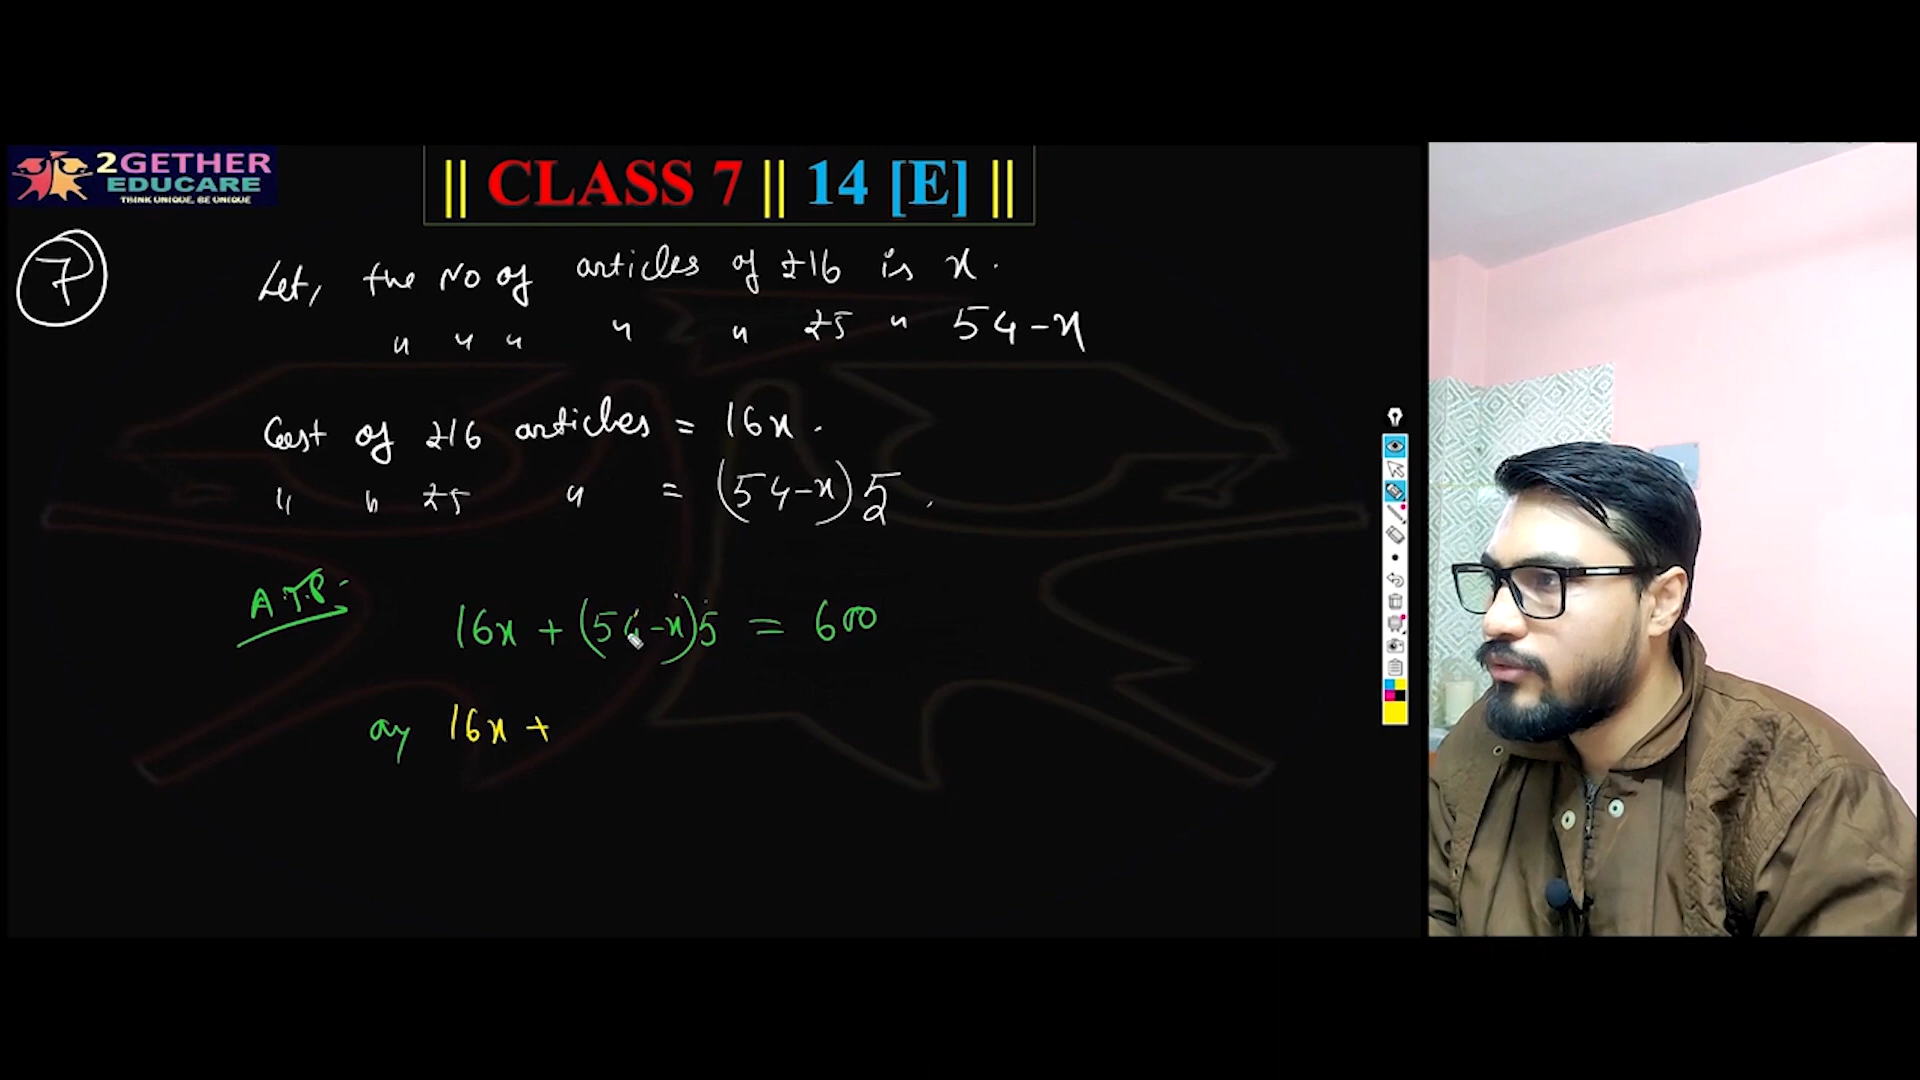 2GETHER
EDUCARE
THINK UNIQUE, BE UNIQUE
|| CLASS 7 || 14 [E] ||
7
Let, the No of articles of ₹16 is x.
" " " " " ₹5 " 54-x
Cost of ₹16 articles = 16x.
" " ₹5 " = (54-x)5.
A.T.P.
16x + (54-x)5 = 600
or, 16x +